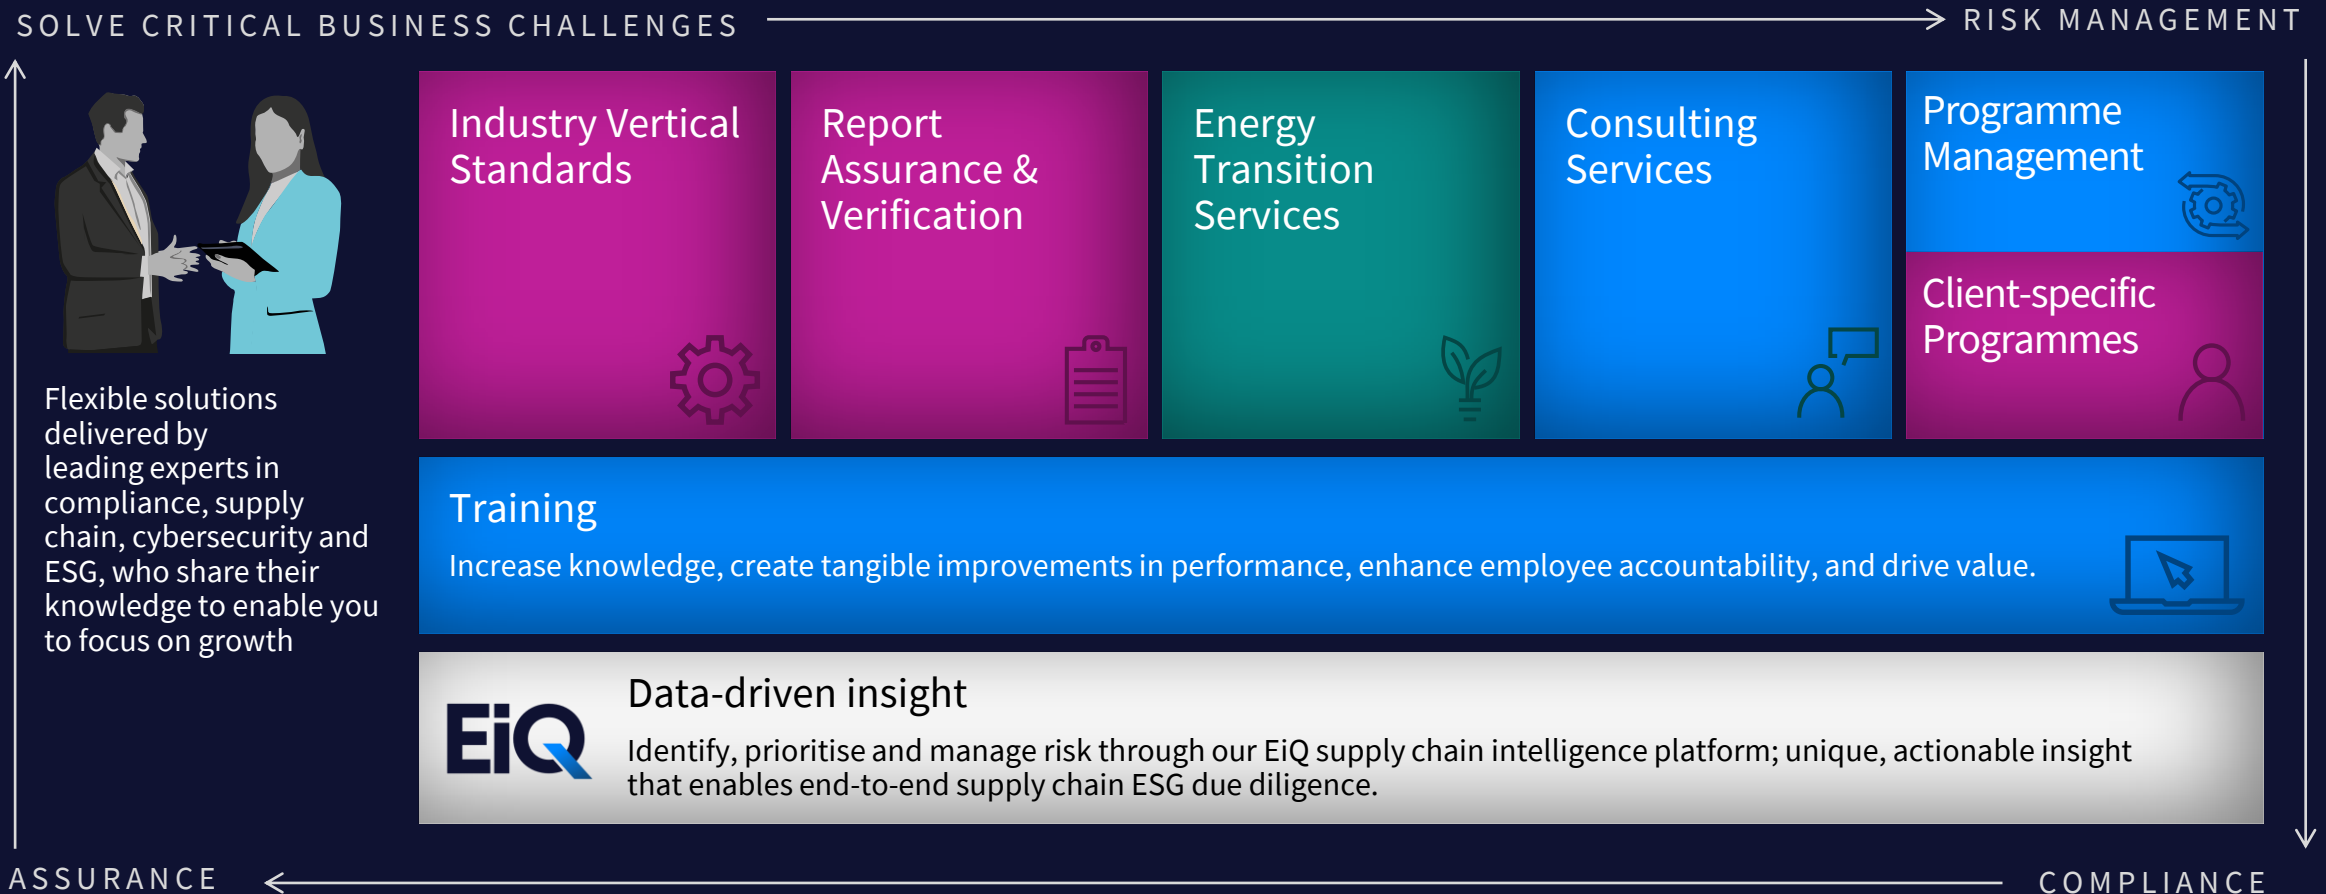 SOLVE CRITICAL BUSINESS CHALLENGES
RISK MANAGEMENT
Flexible solutions
delivered by
leading experts in
compliance, supply
chain, cybersecurity and
ESG, who share their
knowledge to enable you
to focus on growth
Industry Vertical
Standards
Report
Assurance &
Verification
Energy
Transition
Services
Consulting
Services
Programme
Management
Client-specific
Programmes
Training
Increase knowledge, create tangible improvements in performance, enhance employee accountability, and drive value.
EiQ
Data-driven insight
Identify, prioritise and manage risk through our EiQ supply chain intelligence platform; unique, actionable insight
that enables end-to-end supply chain ESG due diligence.
ASSURANCE
COMPLIANCE